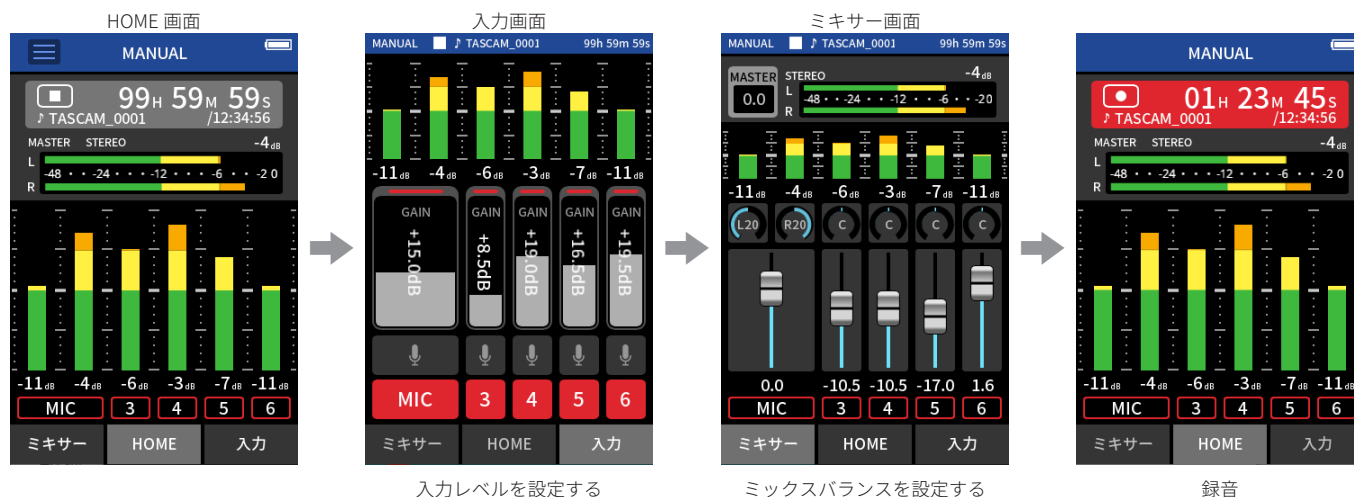 HOME 画面
MANUAL
99H 59M 59S
♪ TASCAM_0001 /12:34:56
MASTER STEREO -4dB
L
-48 ・ ・ -24 ・ ・ ・ ・ -12 ・ ・ ・ ・ -6 ・ ・ -2 0
R
-11dB -4dB -6dB -3dB -7dB -11dB
MIC 3 4 5 6
ミキサー HOME 入力
入力画面
MANUAL ♪ TASCAM_0001 99h 59m 59s
-11dB -4dB -6dB -3dB -7dB -11dB
GAIN GAIN GAIN GAIN GAIN
+15.0dB +8.5dB +19.0dB +16.5dB +19.5dB
MIC 3 4 5 6
ミキサー HOME 入力
入力レベルを設定する
ミキサー画面
MANUAL ♪ TASCAM_0001 99h 59m 59s
MASTER STEREO -4dB
0.0 L
-48 ・ ・ -24 ・ ・ ・ -12 ・ ・ ・ -6 ・ ・ -20
R
-11dB -4dB -6dB -3dB -7dB -11dB
L20 R20 C C C C
0.0 -10.5 -10.5 -17.0 1.6
MIC 3 4 5 6
ミキサー HOME 入力
ミックスバランスを設定する
MANUAL
01H 23M 45S
♪ TASCAM_0001 /12:34:56
MASTER STEREO -4dB
L
-48 ・ ・ -24 ・ ・ ・ ・ -12 ・ ・ ・ ・ -6 ・ ・ -2 0
R
-11dB -4dB -6dB -3dB -7dB -11dB
MIC 3 4 5 6
ミキサー HOME 入力
録音